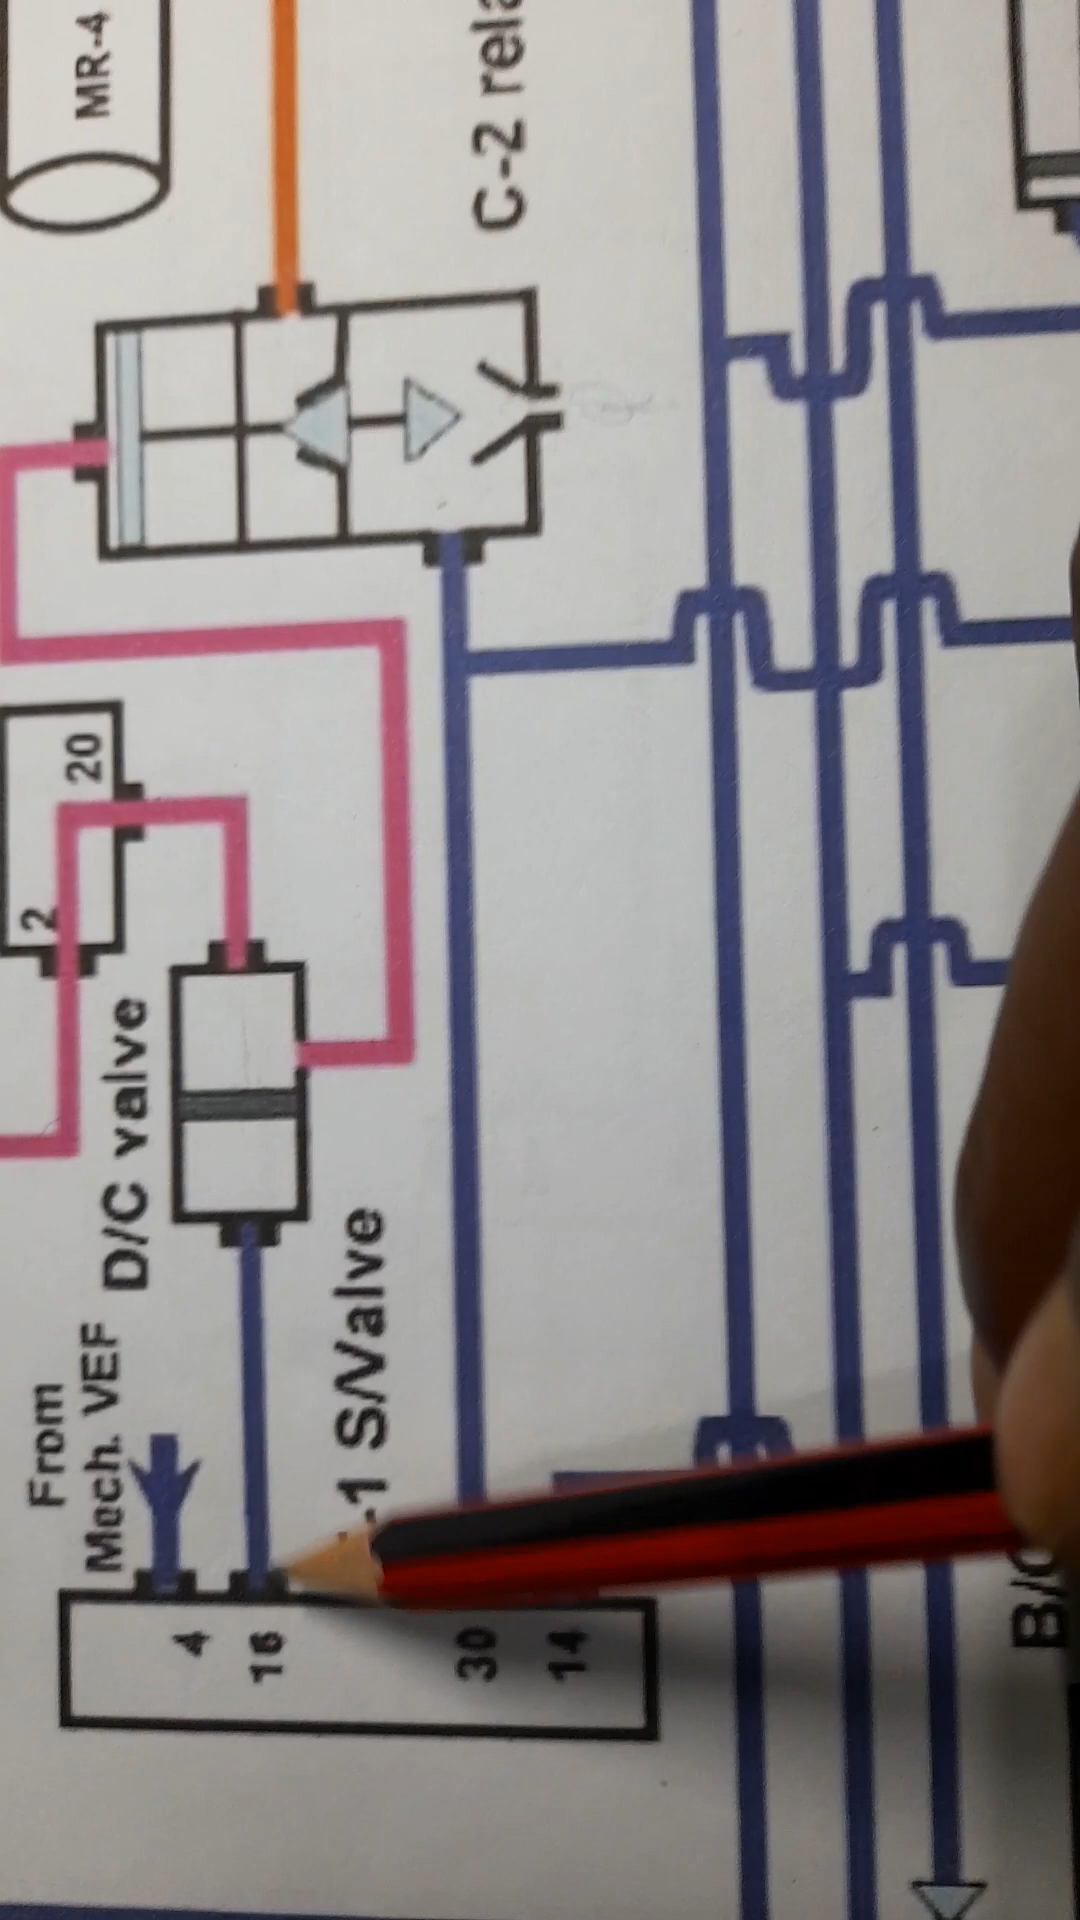 MR-4
C-2 rela
20
2
D/C valve
From
Mech. VEF
-1 S/Valve
4
16
30
14
B/C